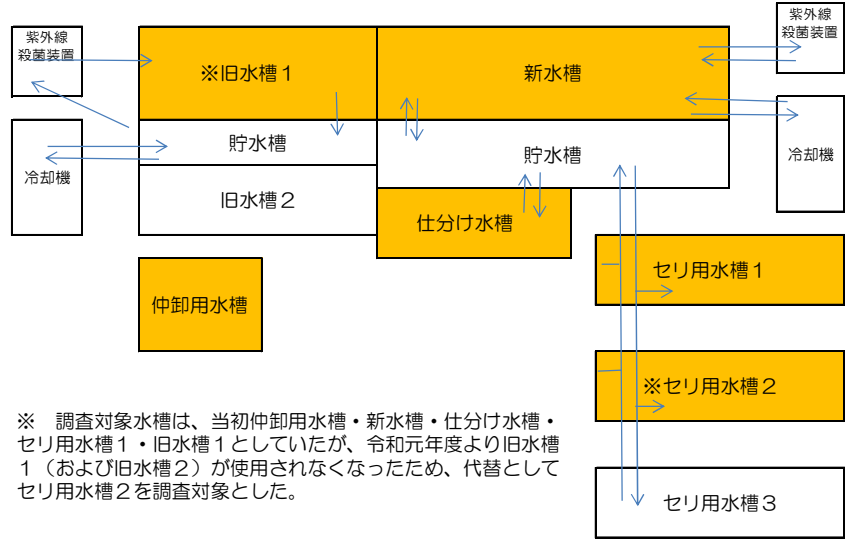 紫外線
殺菌装置
※旧水槽１
新水槽
紫外線
殺菌装置
冷却機
貯水槽
貯水槽
冷却機
旧水槽２
仕分け水槽
仲卸用水槽
セリ用水槽１
※セリ用水槽２
セリ用水槽３
※　調査対象水槽は、当初仲卸用水槽・新水槽・仕分け水槽・
セリ用水槽１・旧水槽１としていたが、令和元年度より旧水槽
１（および旧水槽２）が使用されなくなったため、代替として
セリ用水槽２を調査対象とした。